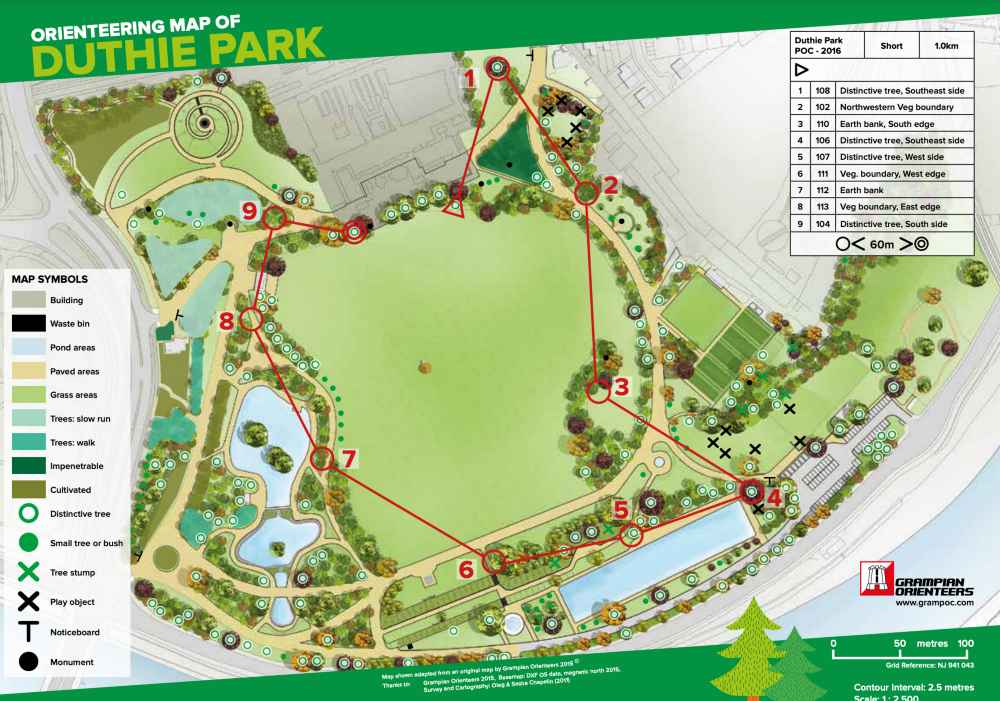 ORIENTEERING MAP OF
DUTHIE PARK
Duthie Park
POC - 2016
Short
1.0km
1 108 Distinctive tree, Southeast side
2 102 Northwestern Veg boundary
3 110 Earth bank, South edge
4 106 Distinctive tree, Southeast side
5 107 Distinctive tree, West side
6 111 Veg. boundary, West edge
7 112 Earth bank
8 113 Veg boundary, East edge
9 104 Distinctive tree, South side
60m
1
2
9
8
3
7
4
5
6
MAP SYMBOLS
Building
Waste bin
Pond areas
Paved areas
Grass areas
Trees: slow run
Trees: walk
Impenetrable
Cultivated
Distinctive tree
Small tree or bush
Tree stump
Play object
Noticeboard
Monument
GRAMPIAN
ORIENTEERS
www.grampoc.com
0 50 metres 100
Grid Reference: NJ 941 043
Contour Interval: 2.5 metres
Scale: 1 : 2,500
Map shown adapted from an original map by Grampian Orienteers 2015 ©
Thanks to: Grampian Orienteers 2015, Basemap: DXF OS data, magnetic north 2015,
Survey and Cartography: Oleg & Sasha Chepelin (2011)